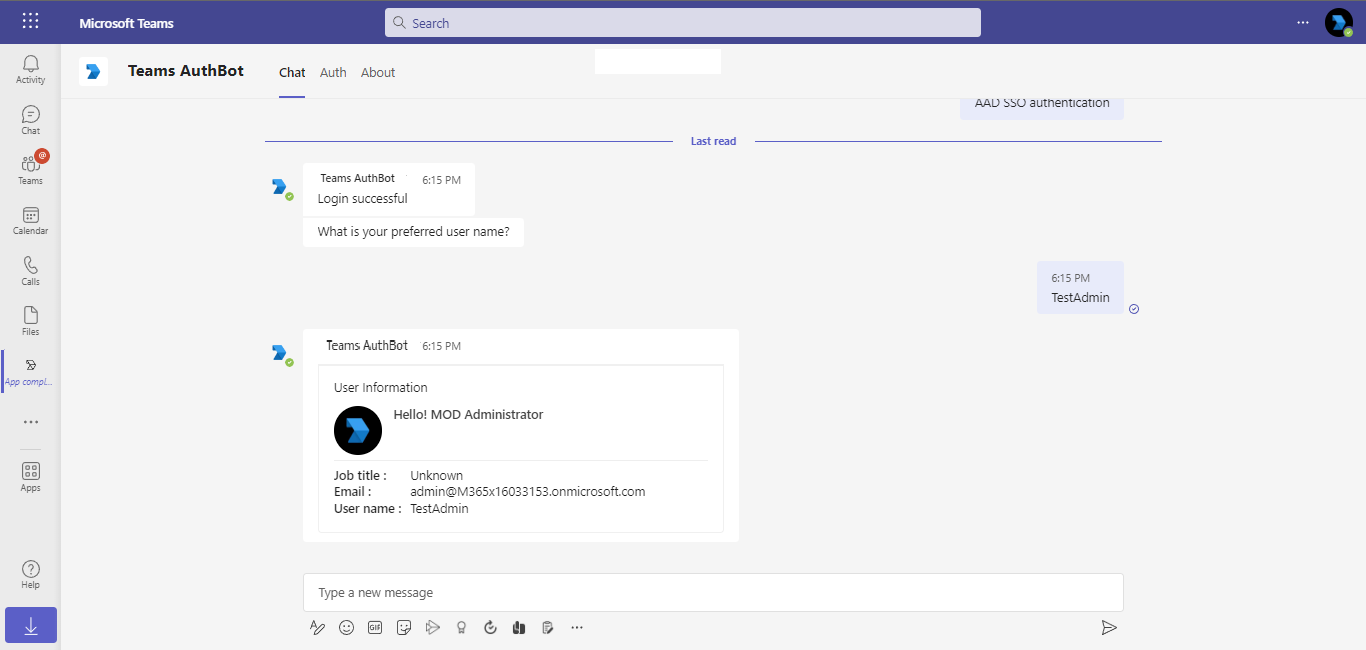 Microsoft Teams
Search
Activity
Chat
@
Teams
Calendar
Calls
Files
App compl...
Apps
Help
Teams AuthBot
Chat Auth About
AAD SSO authentication
Last read
Teams AuthBot 6:15 PM
Login successful
What is your preferred user name?
6:15 PM
TestAdmin
Teams AuthBot 6:15 PM
User Information
Hello! MOD Administrator
Job title : Unknown
Email : admin@M365x16033153.onmicrosoft.com
User name : TestAdmin
Type a new message
GIF